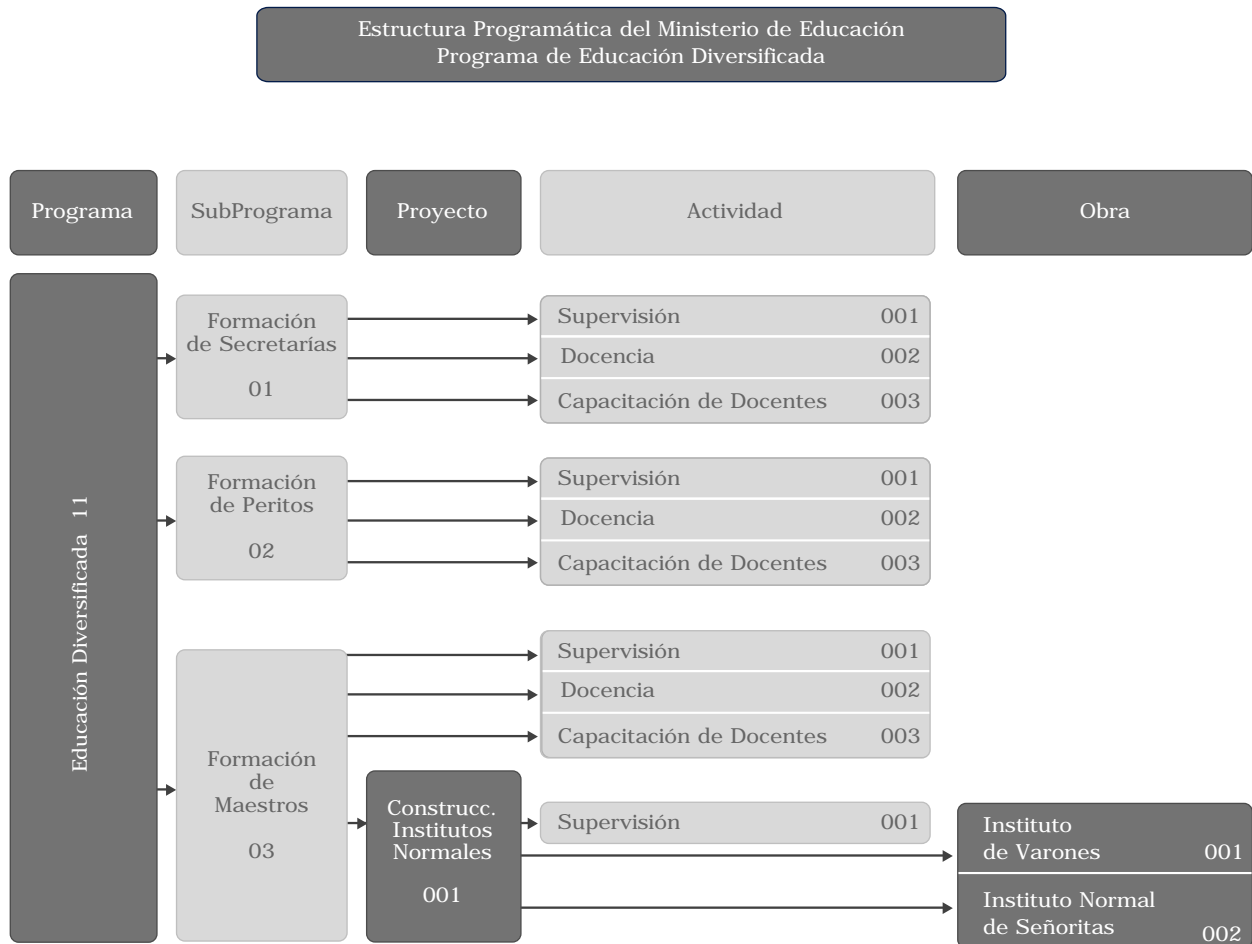 Estructura Programática del Ministerio de Educación
Programa de Educación Diversificada
Programa
SubPrograma
Proyecto
Actividad
Obra
Educación Diversificada 11
Formación
de Secretarías
01
Supervisión 001
Docencia 002
Capacitación de Docentes 003
Formación
de Peritos
02
Supervisión 001
Docencia 002
Capacitación de Docentes 003
Formación
de
Maestros
03
Supervisión 001
Docencia 002
Capacitación de Docentes 003
Construcc.
Institutos
Normales
001
Supervisión 001
Instituto
de Varones 001
Instituto Normal
de Señoritas 002